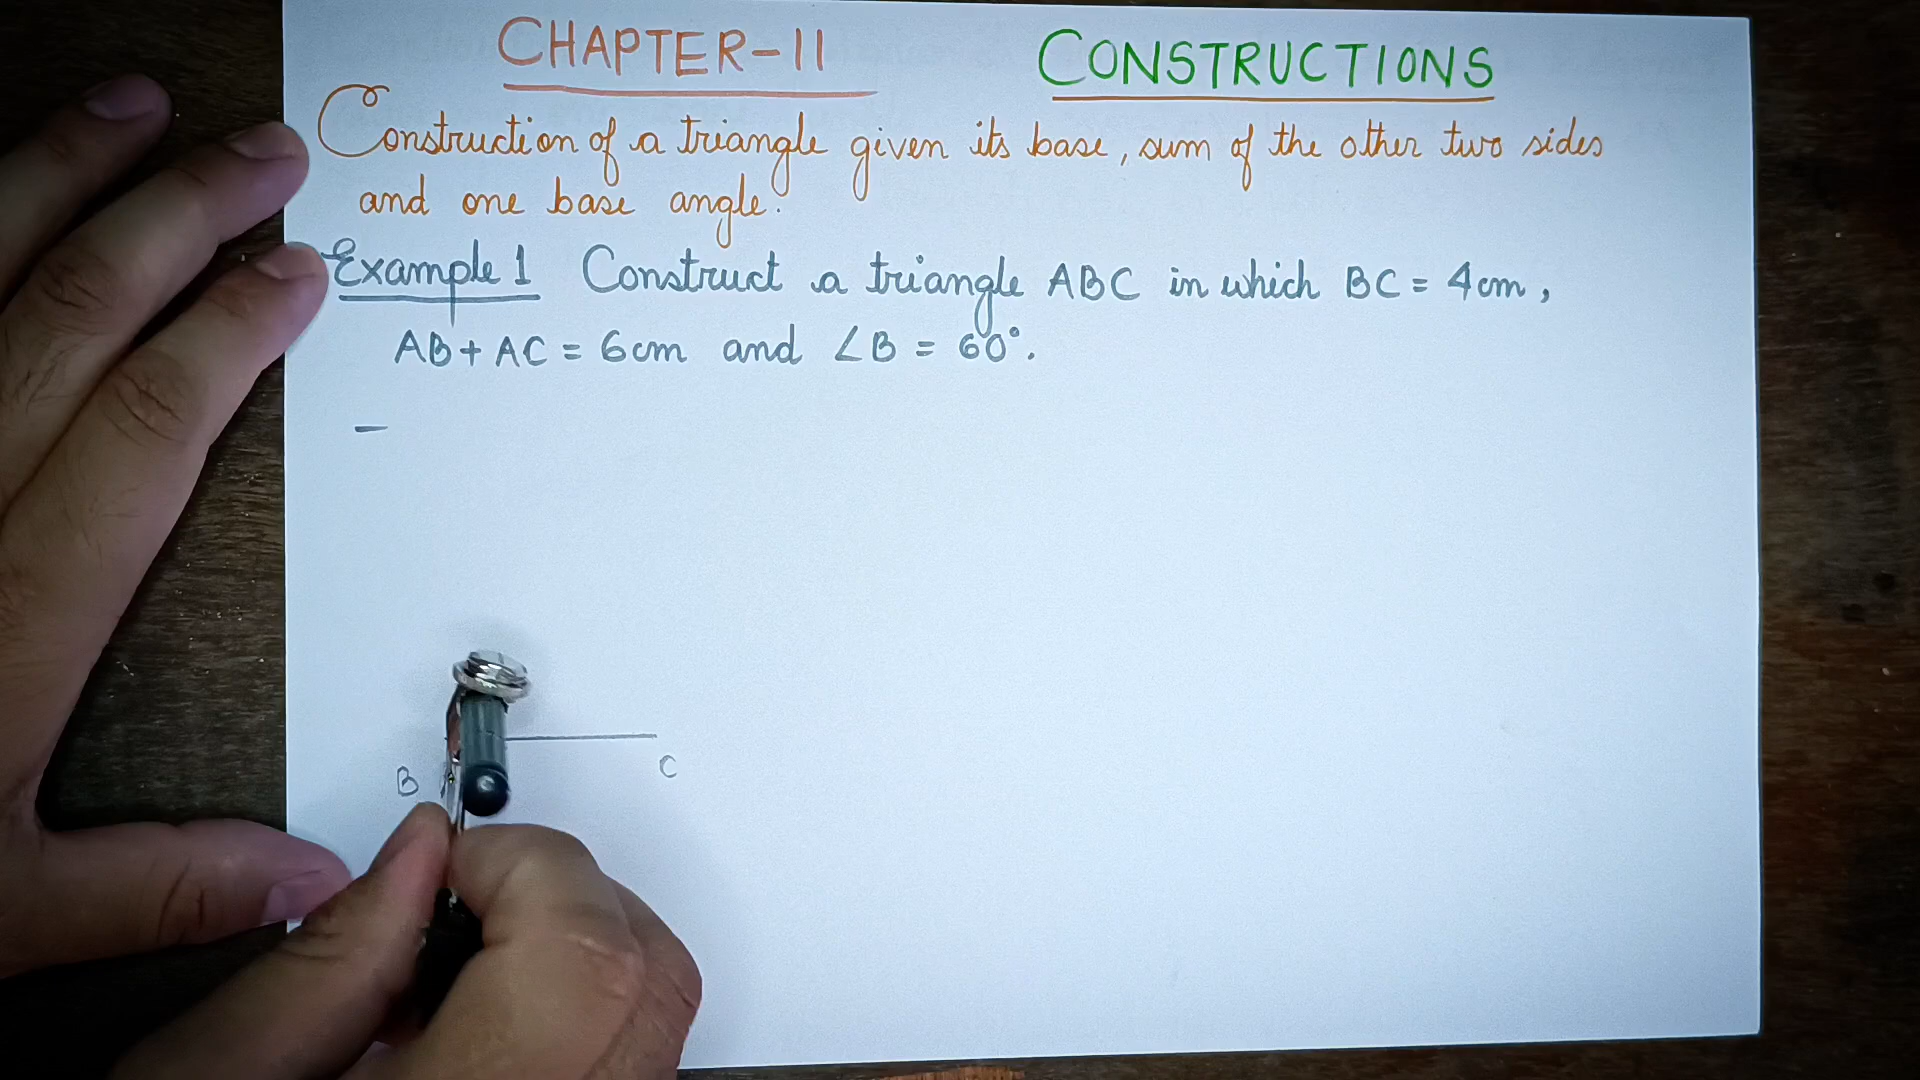 CHAPTER-11 CONSTRUCTIONS
Construction of a triangle given its base, sum of the other two sides
and one base angle.
Example 1 Construct a triangle ABC in which BC = 4cm,
AB + AC = 6cm and ∠B = 60°.
B C